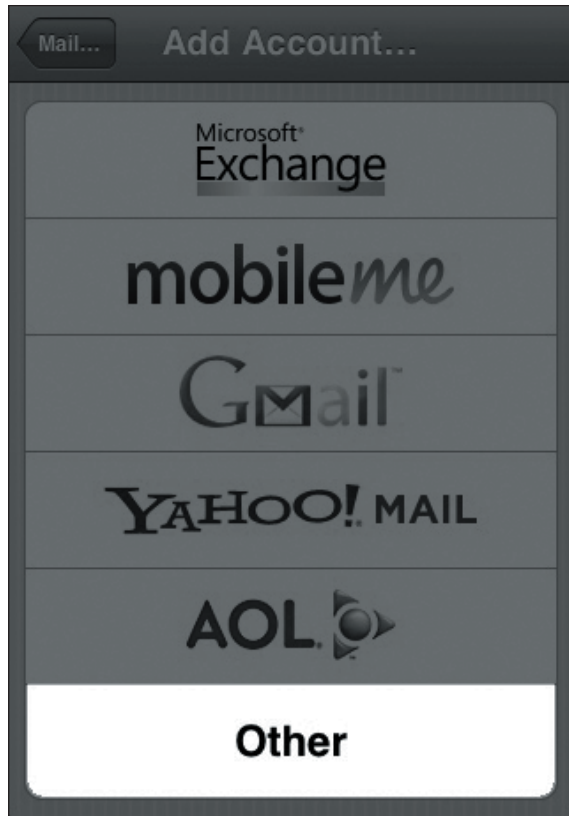 Mail...
Add Account...
Microsoft®
Exchange
mobileme
Gmail™
YAHOO!® MAIL
AOL®
Other